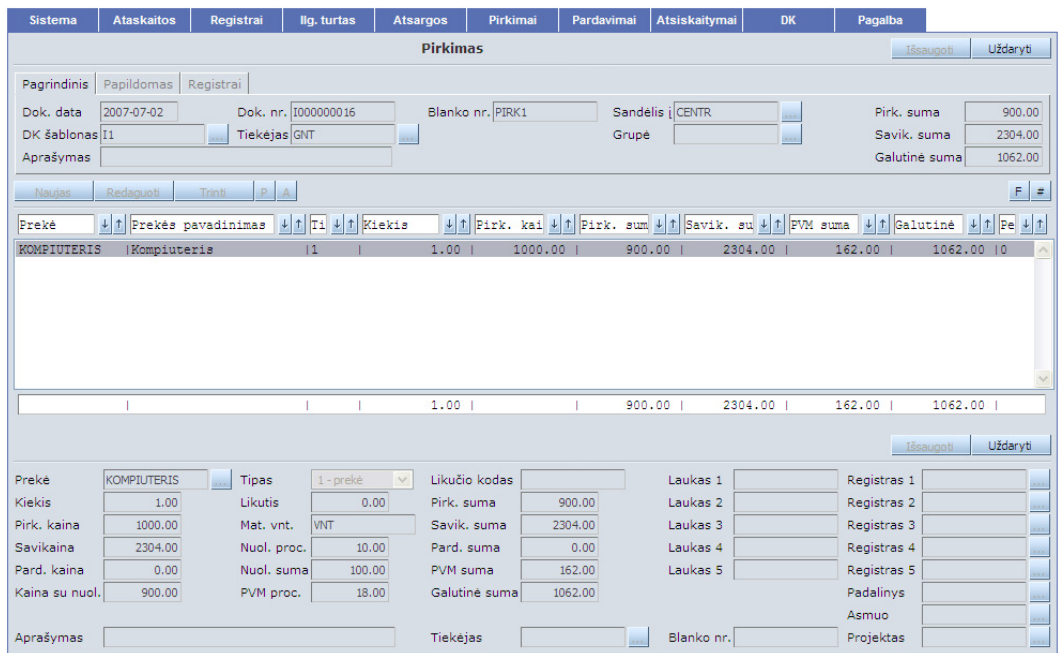 Sistema Ataskaitos Registrai Ilg. turtas Atsargos Pirkimai Pardavimai Atsiskaitymai DK Pagalba
Pirkimas Išsaugoti Uždaryti
Pagrindinis Papildomas Registrai
Dok. data 2007-07-02 Dok. nr. I000000016 Blanko nr. PIRK1 Sandėlis į CENTR ... Pirk. suma 900.00
DK šablonas I1 ... Tiekėjas GNT ... Grupė ... Savik. suma 2304.00
Aprašymas Galutinė suma 1062.00
Naujas Redaguoti Trinti P A F #
Prekė ↓ ↑ Prekės pavadinimas ↓ ↑ Ti ↓ ↑ Kiekis ↓ ↑ Pirk. kai ↓ ↑ Pirk. sum ↓ ↑ Savik. su ↓ ↑ PVM suma ↓ ↑ Galutinė ↓ ↑ Pe ↓ ↑
KOMPIUTERIS |Kompiuteris |1 | 1.00 | 1000.00 | 900.00 | 2304.00 | 162.00 | 1062.00 |0
| | | 1.00 | | 900.00 | 2304.00 | 162.00 | 1062.00 |
Išsaugoti Uždaryti
Prekė KOMPIUTERIS ... Tipas 1 - prekė Likučio kodas Laukas 1 Registras 1 ...
Kiekis 1.00 Likutis 0.00 Pirk. suma 900.00 Laukas 2 Registras 2 ...
Pirk. kaina 1000.00 Mat. vnt. VNT Savik. suma 2304.00 Laukas 3 Registras 3 ...
Savikaina 2304.00 Nuol. proc. 10.00 Pard. suma 0.00 Laukas 4 Registras 4 ...
Pard. kaina 0.00 Nuol. suma 100.00 PVM suma 162.00 Laukas 5 Registras 5 ...
Kaina su nuol. 900.00 PVM proc. 18.00 Galutinė suma 1062.00 Padalinys ...
Asmuo ...
Aprašymas Tiekėjas ... Blanko nr. Projektas ...